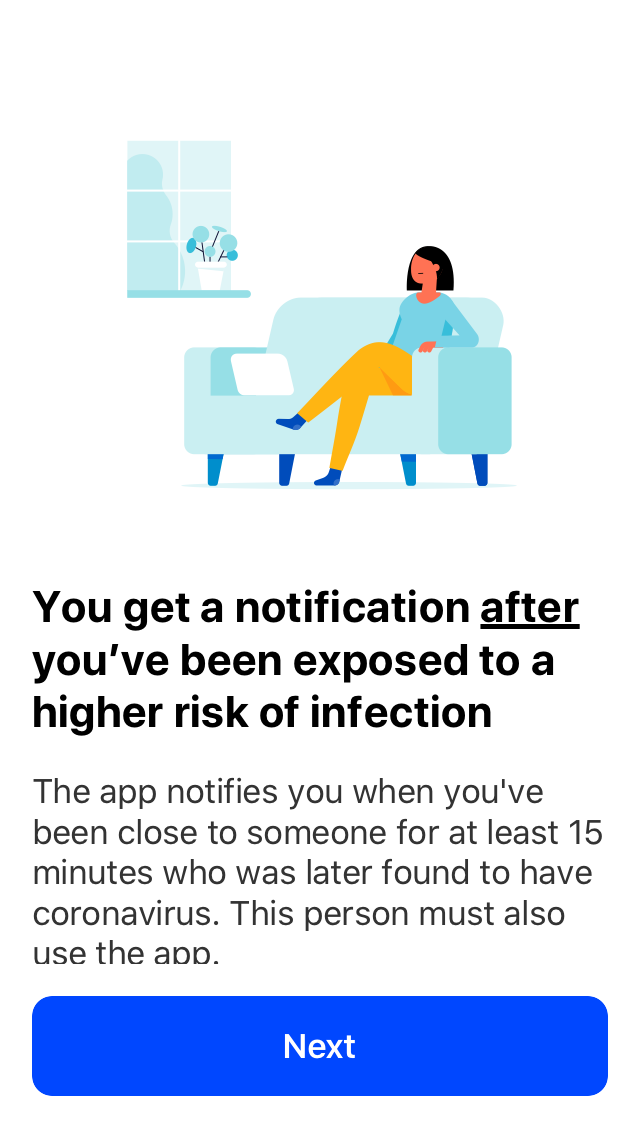 You get a notification after
you’ve been exposed to a
higher risk of infection
The app notifies you when you've
been close to someone for at least 15
minutes who was later found to have
coronavirus. This person must also
use the app.
Next